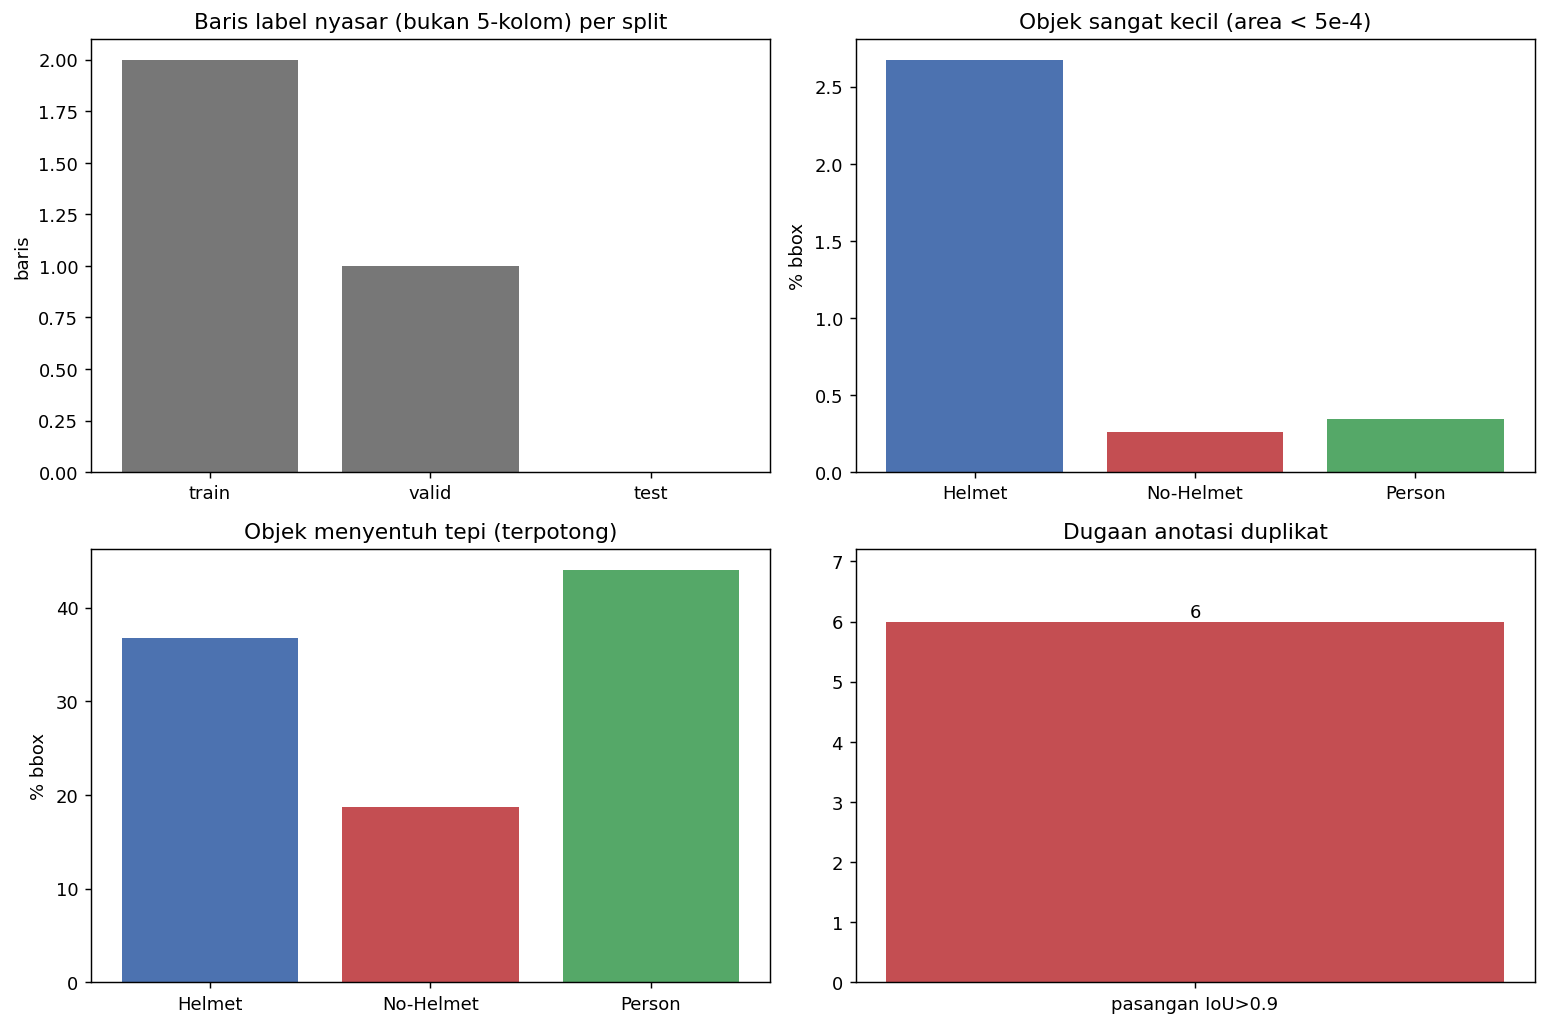 Baris label nyasar (bukan 5-kolom) per split
baris
2.00
1.75
1.50
1.25
1.00
0.75
0.50
0.25
0.00
train valid test
Objek sangat kecil (area < 5e-4)
% bbox
2.5
2.0
1.5
1.0
0.5
0.0
Helmet No-Helmet Person
Objek menyentuh tepi (terpotong)
% bbox
40
30
20
10
0
Helmet No-Helmet Person
Dugaan anotasi duplikat
7
6
5
4
3
2
1
0
6
pasangan IoU>0.9